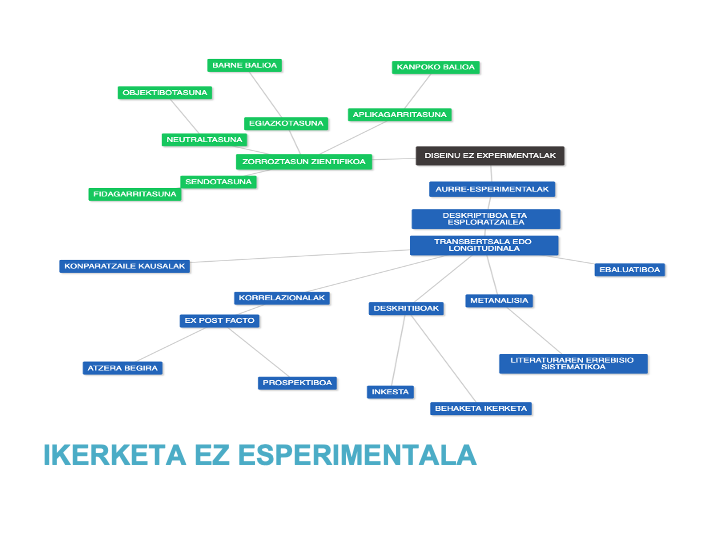 BARNE BALIOA
KANPOKO BALIOA
OBJEKTIBOTASUNA
APLIKAGARRITASUNA
EGIAZKOTASUNA
NEUTRALTASUNA
DISEINU EZ EXPERIMENTALAK
ZORROZTASUN ZIENTIFIKOA
SENDOTASUNA
FIDAGARRITASUNA
AURRE-ESPERIMENTALAK
DESKRIPTIBOA ETA
ESPLORATZAILEA
TRANSBERTSALA EDO
LONGITUDINALA
KONPARATZAILE KAUSALAK
EBALUATIBOA
KORRELAZIONALAK
METANALISIA
DESKRITIBOAK
EX POST FACTO
LITERATURAREN ERREBISIO
SISTEMATIKOA
ATZERA BEGIRA
PROSPEKTIBOA
INKESTA
BEHAKETA IKERKETA
IKERKETA EZ ESPERIMENTALA